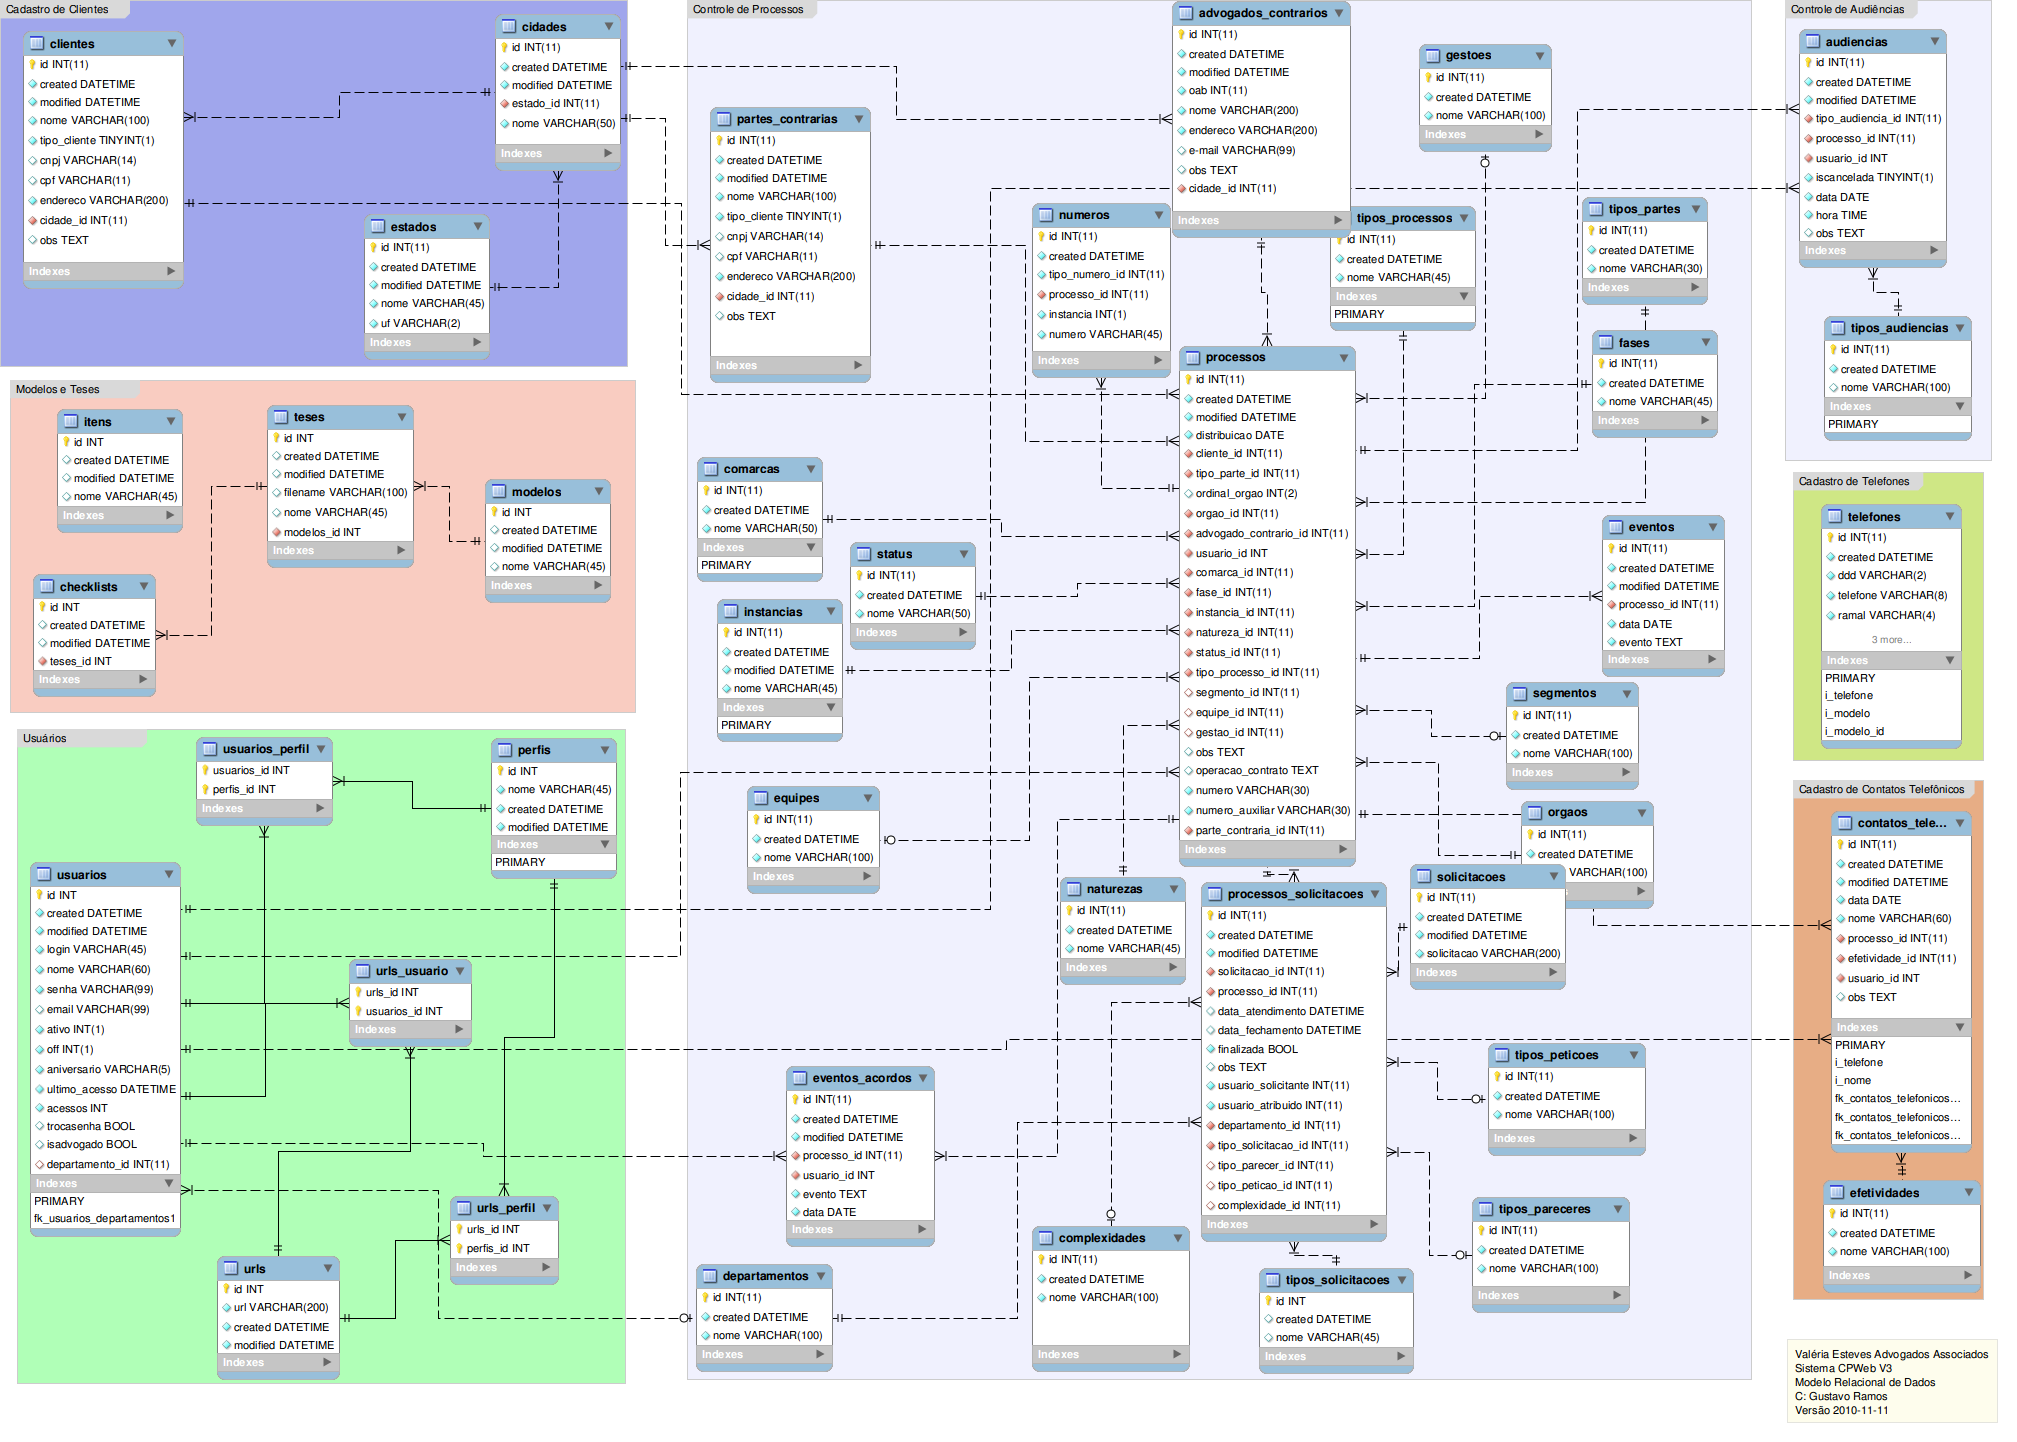 Cadastro de Clientes
clientes
id INT(11)
created DATETIME
modified DATETIME
nome VARCHAR(100)
tipo_cliente TINYINT(1)
cnpj VARCHAR(14)
cpf VARCHAR(11)
endereco VARCHAR(200)
cidade_id INT(11)
obs TEXT
Indexes
cidades
id INT(11)
created DATETIME
modified DATETIME
estado_id INT(11)
nome VARCHAR(50)
Indexes
estados
id INT(11)
created DATETIME
modified DATETIME
nome VARCHAR(45)
uf VARCHAR(2)
Indexes
Modelos e Teses
itens
id INT
created DATETIME
modified DATETIME
nome VARCHAR(45)
Indexes
teses
id INT
created DATETIME
modified DATETIME
filename VARCHAR(100)
nome VARCHAR(45)
modelos_id INT
Indexes
modelos
id INT
created DATETIME
modified DATETIME
nome VARCHAR(45)
Indexes
checklists
id INT
created DATETIME
modified DATETIME
teses_id INT
Indexes
Usuários
usuarios_perfil
usuarios_id INT
perfis_id INT
Indexes
perfis
id INT
nome VARCHAR(45)
created DATETIME
modified DATETIME
Indexes
PRIMARY
usuarios
id INT
created DATETIME
modified DATETIME
login VARCHAR(45)
nome VARCHAR(60)
senha VARCHAR(99)
email VARCHAR(99)
ativo INT(1)
off INT(1)
aniversario VARCHAR(5)
ultimo_acesso DATETIME
acessos INT
trocasenha BOOL
isadvogado BOOL
departamento_id INT(11)
Indexes
PRIMARY
fk_usuarios_departamentos1
urls_usuario
urls_id INT
usuarios_id INT
Indexes
urls_perfil
urls_id INT
perfis_id INT
Indexes
urls
id INT
url VARCHAR(200)
created DATETIME
modified DATETIME
Indexes
Controle de Processos
partes_contrarias
id INT(11)
created DATETIME
modified DATETIME
nome VARCHAR(100)
tipo_cliente TINYINT(1)
cnpj VARCHAR(14)
cpf VARCHAR(11)
endereco VARCHAR(200)
cidade_id INT(11)
obs TEXT
Indexes
advogados_contrarios
id INT(11)
created DATETIME
modified DATETIME
oab INT(11)
nome VARCHAR(200)
endereco VARCHAR(200)
e-mail VARCHAR(99)
obs TEXT
cidade_id INT(11)
Indexes
gestoes
id INT(11)
created DATETIME
nome VARCHAR(100)
Indexes
numeros
id INT(11)
created DATETIME
tipo_numero_id INT(11)
processo_id INT(11)
instancia INT(1)
numero VARCHAR(45)
Indexes
tipos_processos
id INT(11)
created DATETIME
nome VARCHAR(45)
Indexes
PRIMARY
tipos_partes
id INT(11)
created DATETIME
nome VARCHAR(30)
Indexes
fases
id INT(11)
created DATETIME
nome VARCHAR(45)
Indexes
processos
id INT(11)
created DATETIME
modified DATETIME
distribuicao DATE
cliente_id INT(11)
tipo_parte_id INT(11)
ordinal_orgao INT(2)
orgao_id INT(11)
advogado_contrario_id INT(11)
usuario_id INT
comarca_id INT(11)
fase_id INT(11)
instancia_id INT(11)
natureza_id INT(11)
status_id INT(11)
tipo_processo_id INT(11)
segmento_id INT(11)
equipe_id INT(11)
gestao_id INT(11)
obs TEXT
operacao_contrato TEXT
numero VARCHAR(30)
numero_auxiliar VARCHAR(30)
parte_contraria_id INT(11)
Indexes
comarcas
id INT(11)
created DATETIME
nome VARCHAR(50)
Indexes
PRIMARY
status
id INT(11)
created DATETIME
nome VARCHAR(50)
Indexes
instancias
id INT(11)
created DATETIME
modified DATETIME
nome VARCHAR(45)
Indexes
PRIMARY
eventos
id INT(11)
created DATETIME
modified DATETIME
processo_id INT(11)
data DATE
evento TEXT
Indexes
segmentos
id INT(11)
created DATETIME
nome VARCHAR(100)
Indexes
equipes
id INT(11)
created DATETIME
nome VARCHAR(100)
Indexes
orgaos
id INT(11)
created DATETIME
VARCHAR(100)
naturezas
id INT(11)
created DATETIME
nome VARCHAR(45)
Indexes
processos_solicitacoes
id INT(11)
created DATETIME
modified DATETIME
solicitacao_id INT(11)
processo_id INT(11)
data_atendimento DATETIME
data_fechamento DATETIME
finalizada BOOL
obs TEXT
usuario_solicitante INT(11)
usuario_atribuido INT(11)
departamento_id INT(11)
tipo_solicitacao_id INT(11)
tipo_parecer_id INT(11)
tipo_peticao_id INT(11)
complexidade_id INT(11)
Indexes
solicitacoes
id INT(11)
created DATETIME
modified DATETIME
solicitacao VARCHAR(200)
Indexes
eventos_acordos
id INT(11)
created DATETIME
modified DATETIME
processo_id INT(11)
usuario_id INT
evento TEXT
data DATE
Indexes
tipos_peticoes
id INT(11)
created DATETIME
nome VARCHAR(100)
Indexes
tipos_pareceres
id INT(11)
created DATETIME
nome VARCHAR(100)
Indexes
departamentos
id INT(11)
created DATETIME
nome VARCHAR(100)
Indexes
complexidades
id INT(11)
created DATETIME
nome VARCHAR(100)
Indexes
tipos_solicitacoes
id INT
created DATETIME
nome VARCHAR(45)
Indexes
Controle de Audiências
audiencias
id INT(11)
created DATETIME
modified DATETIME
tipo_audiencia_id INT(11)
processo_id INT(11)
usuario_id INT
iscancelada TINYINT(1)
data DATE
hora TIME
obs TEXT
Indexes
tipos_audiencias
id INT(11)
created DATETIME
nome VARCHAR(100)
Indexes
PRIMARY
Cadastro de Telefones
telefones
id INT(11)
created DATETIME
ddd VARCHAR(2)
telefone VARCHAR(8)
ramal VARCHAR(4)
3 more...
Indexes
PRIMARY
i_telefone
i_modelo
i_modelo_id
Cadastro de Contatos Telefônicos
contatos_tele...
id INT(11)
created DATETIME
modified DATETIME
data DATE
nome VARCHAR(60)
processo_id INT(11)
efetividade_id INT(11)
usuario_id INT
obs TEXT
Indexes
PRIMARY
i_telefone
i_nome
fk_contatos_telefonicos...
fk_contatos_telefonicos...
fk_contatos_telefonicos...
efetividades
id INT(11)
created DATETIME
nome VARCHAR(100)
Indexes
Valéria Esteves Advogados Associados
Sistema CPWeb V3
Modelo Relacional de Dados
C: Gustavo Ramos
Versão 2010-11-11